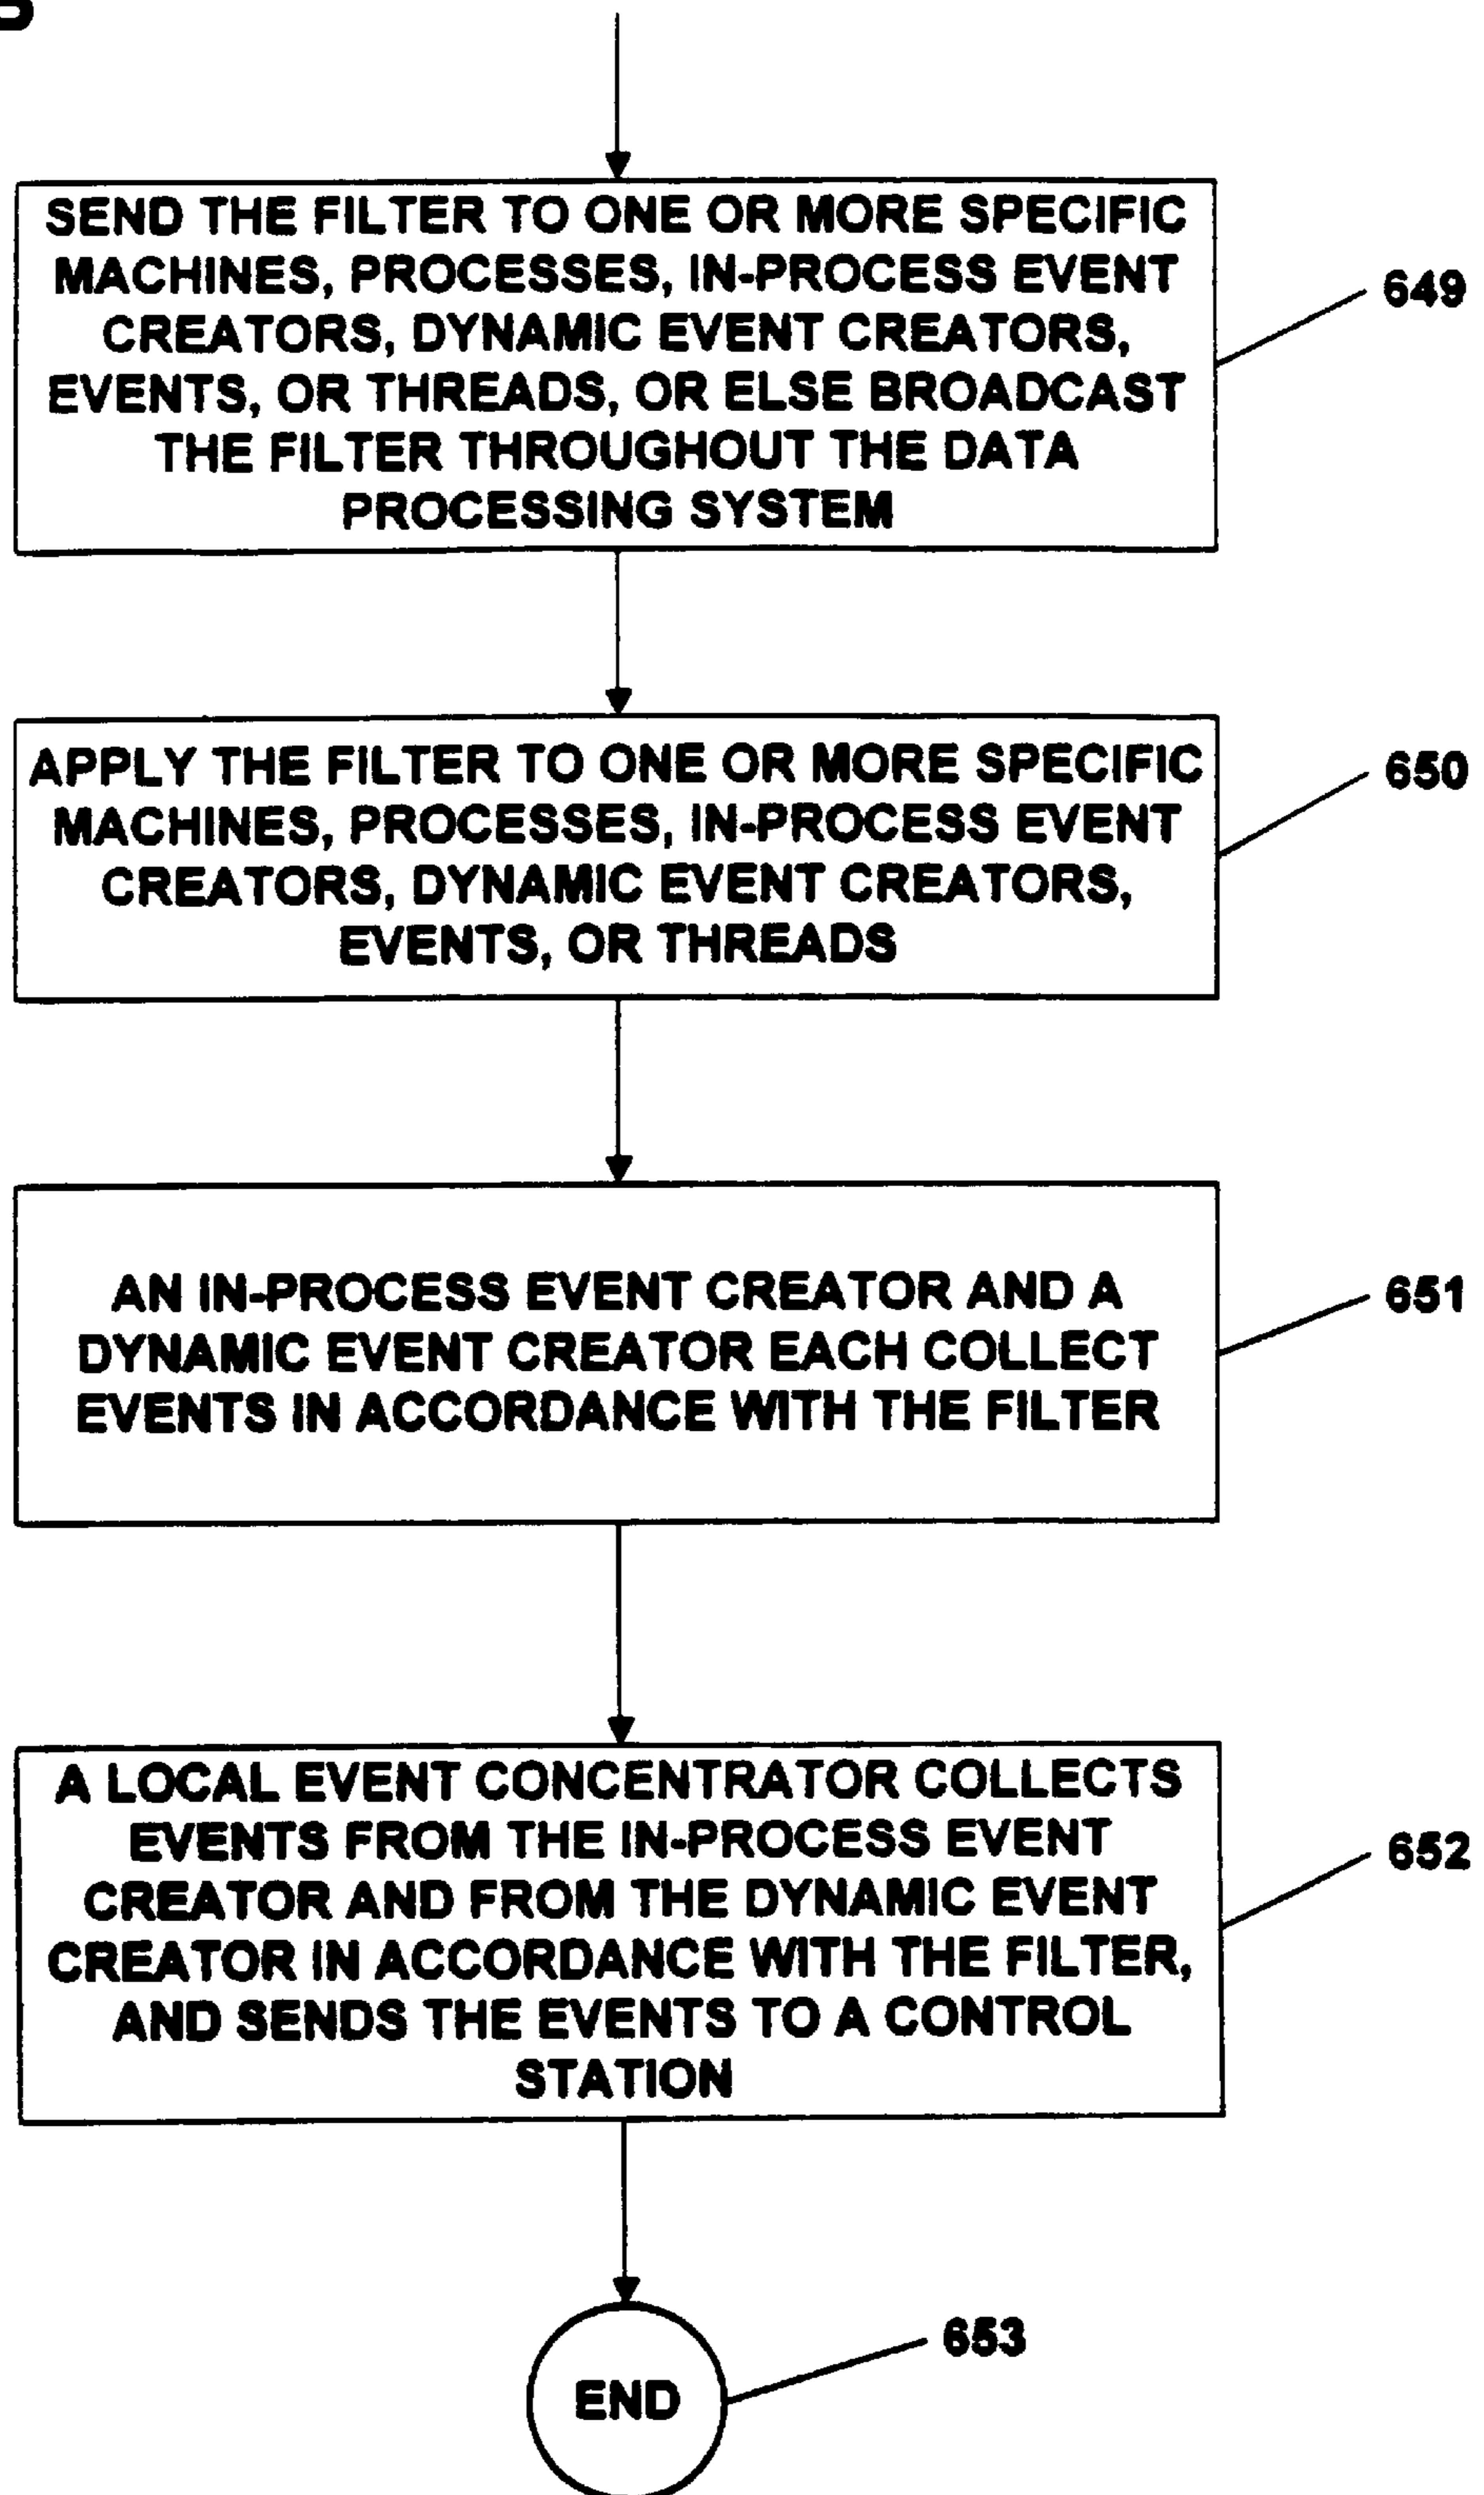 SEND THE FILTER TO ONE OR MORE SPECIFIC
MACHINES, PROCESSES, IN-PROCESS EVENT
CREATORS, DYNAMIC EVENT CREATORS,
EVENTS, OR THREADS, OR ELSE BROADCAST
THE FILTER THROUGHOUT THE DATA
PROCESSING SYSTEM
649
APPLY THE FILTER TO ONE OR MORE SPECIFIC
MACHINES, PROCESSES, IN-PROCESS EVENT
CREATORS, DYNAMIC EVENT CREATORS,
EVENTS, OR THREADS
650
AN IN-PROCESS EVENT CREATOR AND A
DYNAMIC EVENT CREATOR EACH COLLECT
EVENTS IN ACCORDANCE WITH THE FILTER
651
A LOCAL EVENT CONCENTRATOR COLLECTS
EVENTS FROM THE IN-PROCESS EVENT
CREATOR AND FROM THE DYNAMIC EVENT
CREATOR IN ACCORDANCE WITH THE FILTER,
AND SENDS THE EVENTS TO A CONTROL
STATION
652
END
653